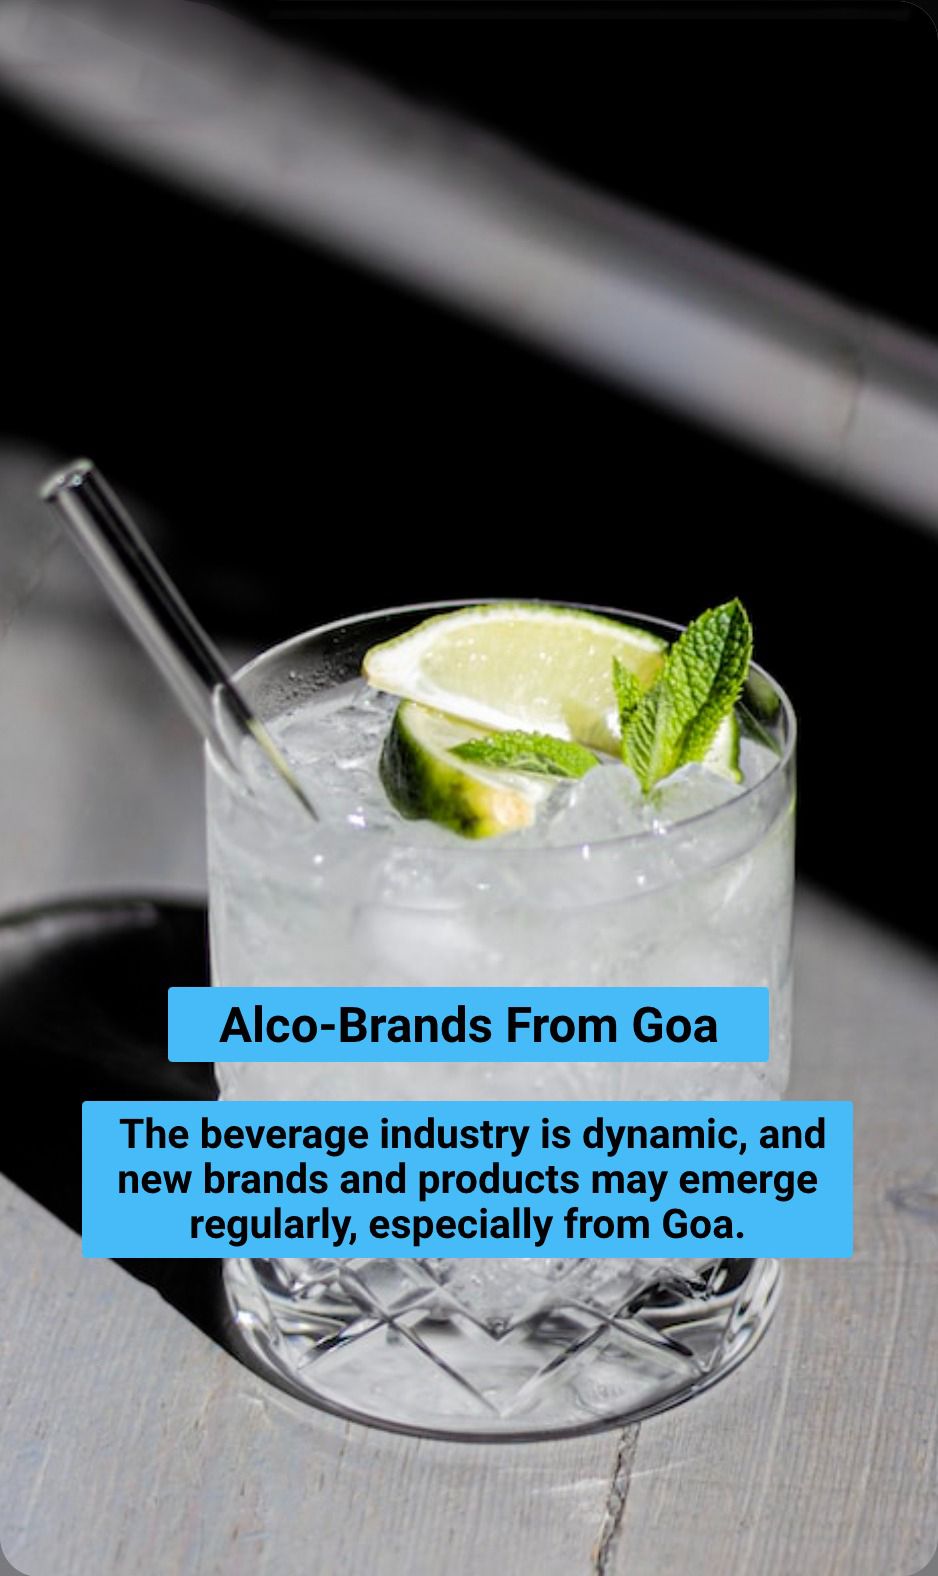 Alco-Brands From Goa
The beverage industry is dynamic, and
new brands and products may emerge
regularly, especially from Goa.